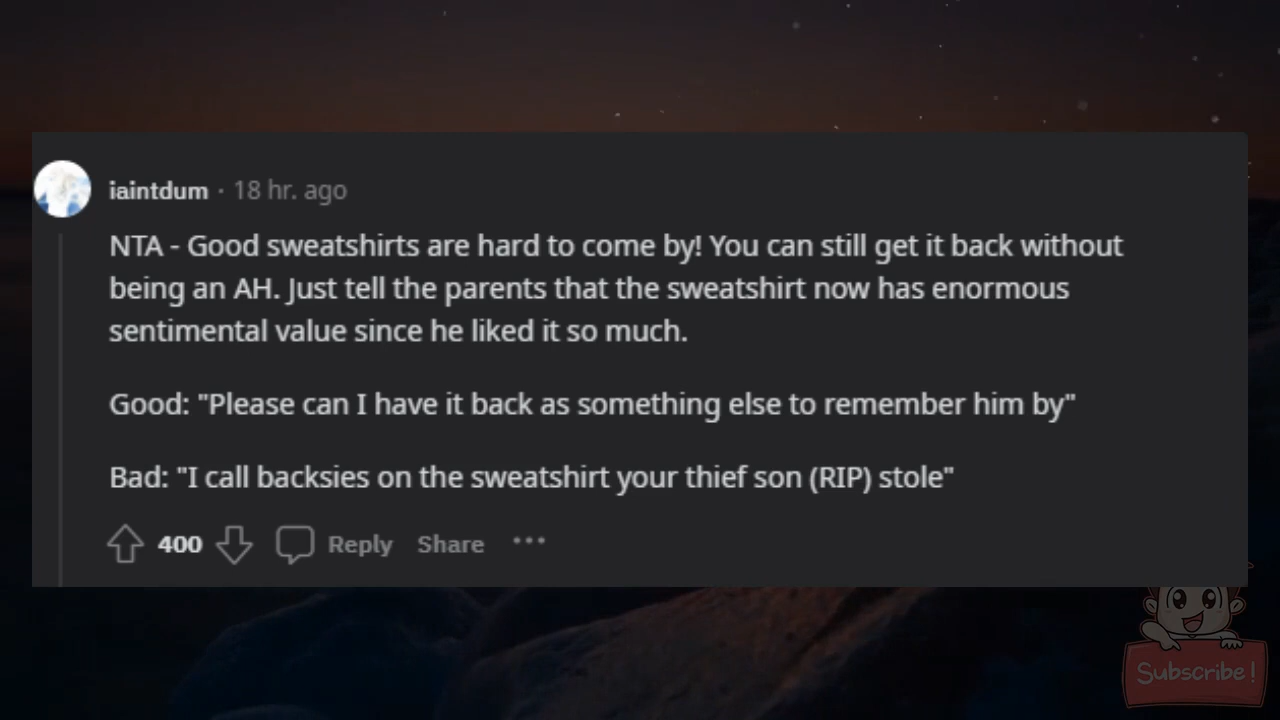 iaintdum · 18 hr. ago
NTA - Good sweatshirts are hard to come by! You can still get it back without
being an AH. Just tell the parents that the sweatshirt now has enormous
sentimental value since he liked it so much.
Good: "Please can I have it back as something else to remember him by"
Bad: "I call backsies on the sweatshirt your thief son (RIP) stole"
400 Reply Share ...
Subscribe!